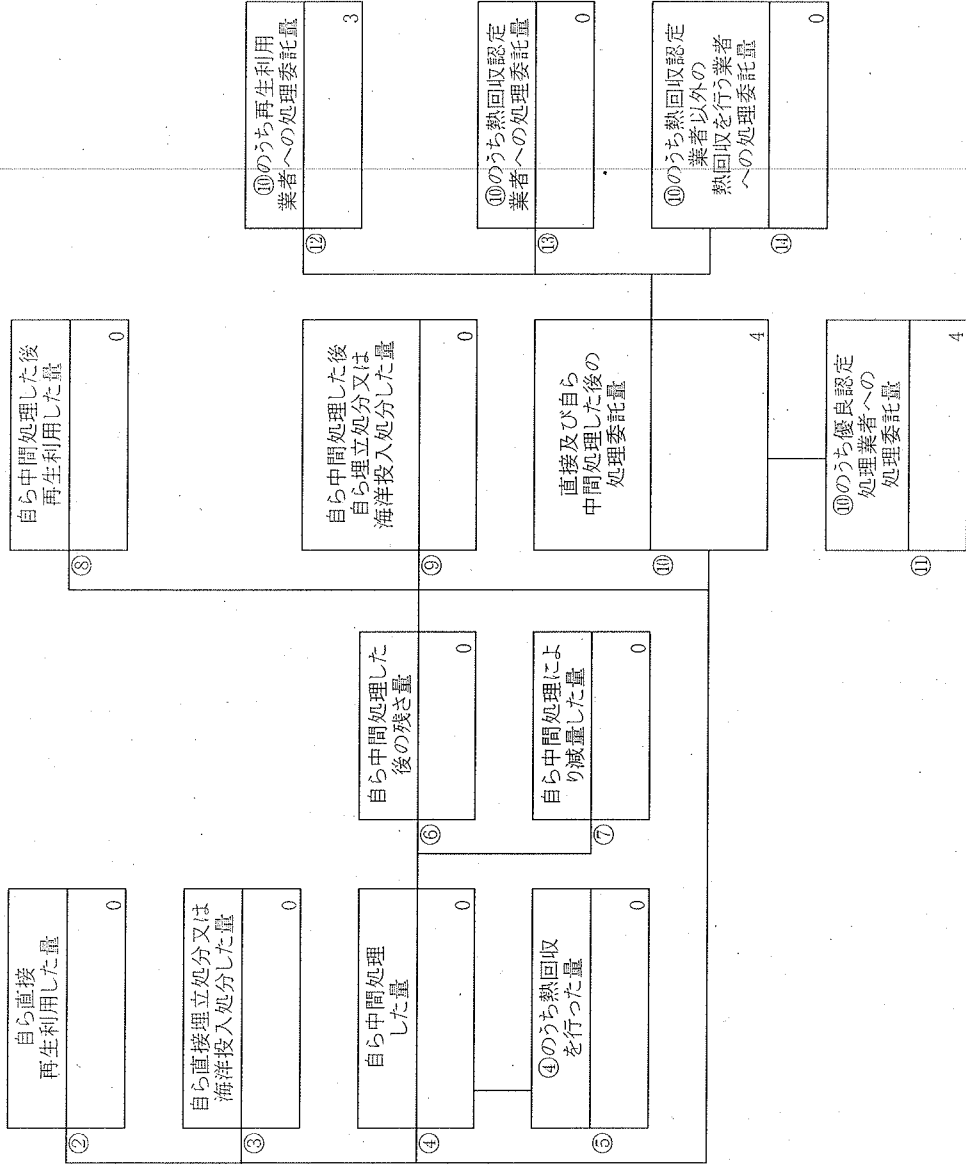 ②
自ら直接
再生利用した量
0
③
自ら直接埋立処分又は
海洋投入処分した量
0
④
自ら中間処理
した量
0
⑤
④のうち熱回収
を行った量
0
⑥
自ら中間処理した
後の残さ量
0
⑦
自ら中間処理によ
り減量した量
0
⑧
自ら中間処理した後
再生利用した量
0
⑨
自ら中間処理した後
自ら埋立処分又は
海洋投入処分した量
0
⑩
直接及び自ら
中間処理した後の
処理委託量
4
⑪
⑩のうち優良認定
処理業者への
処理委託量
4
⑫
⑩のうち再生利用
業者への処理委託量
3
⑬
⑩のうち熱回収認定
業者への処理委託量
0
⑭
⑩のうち熱回収認定
業者以外の
熱回収を行う業者
への処理委託量
0